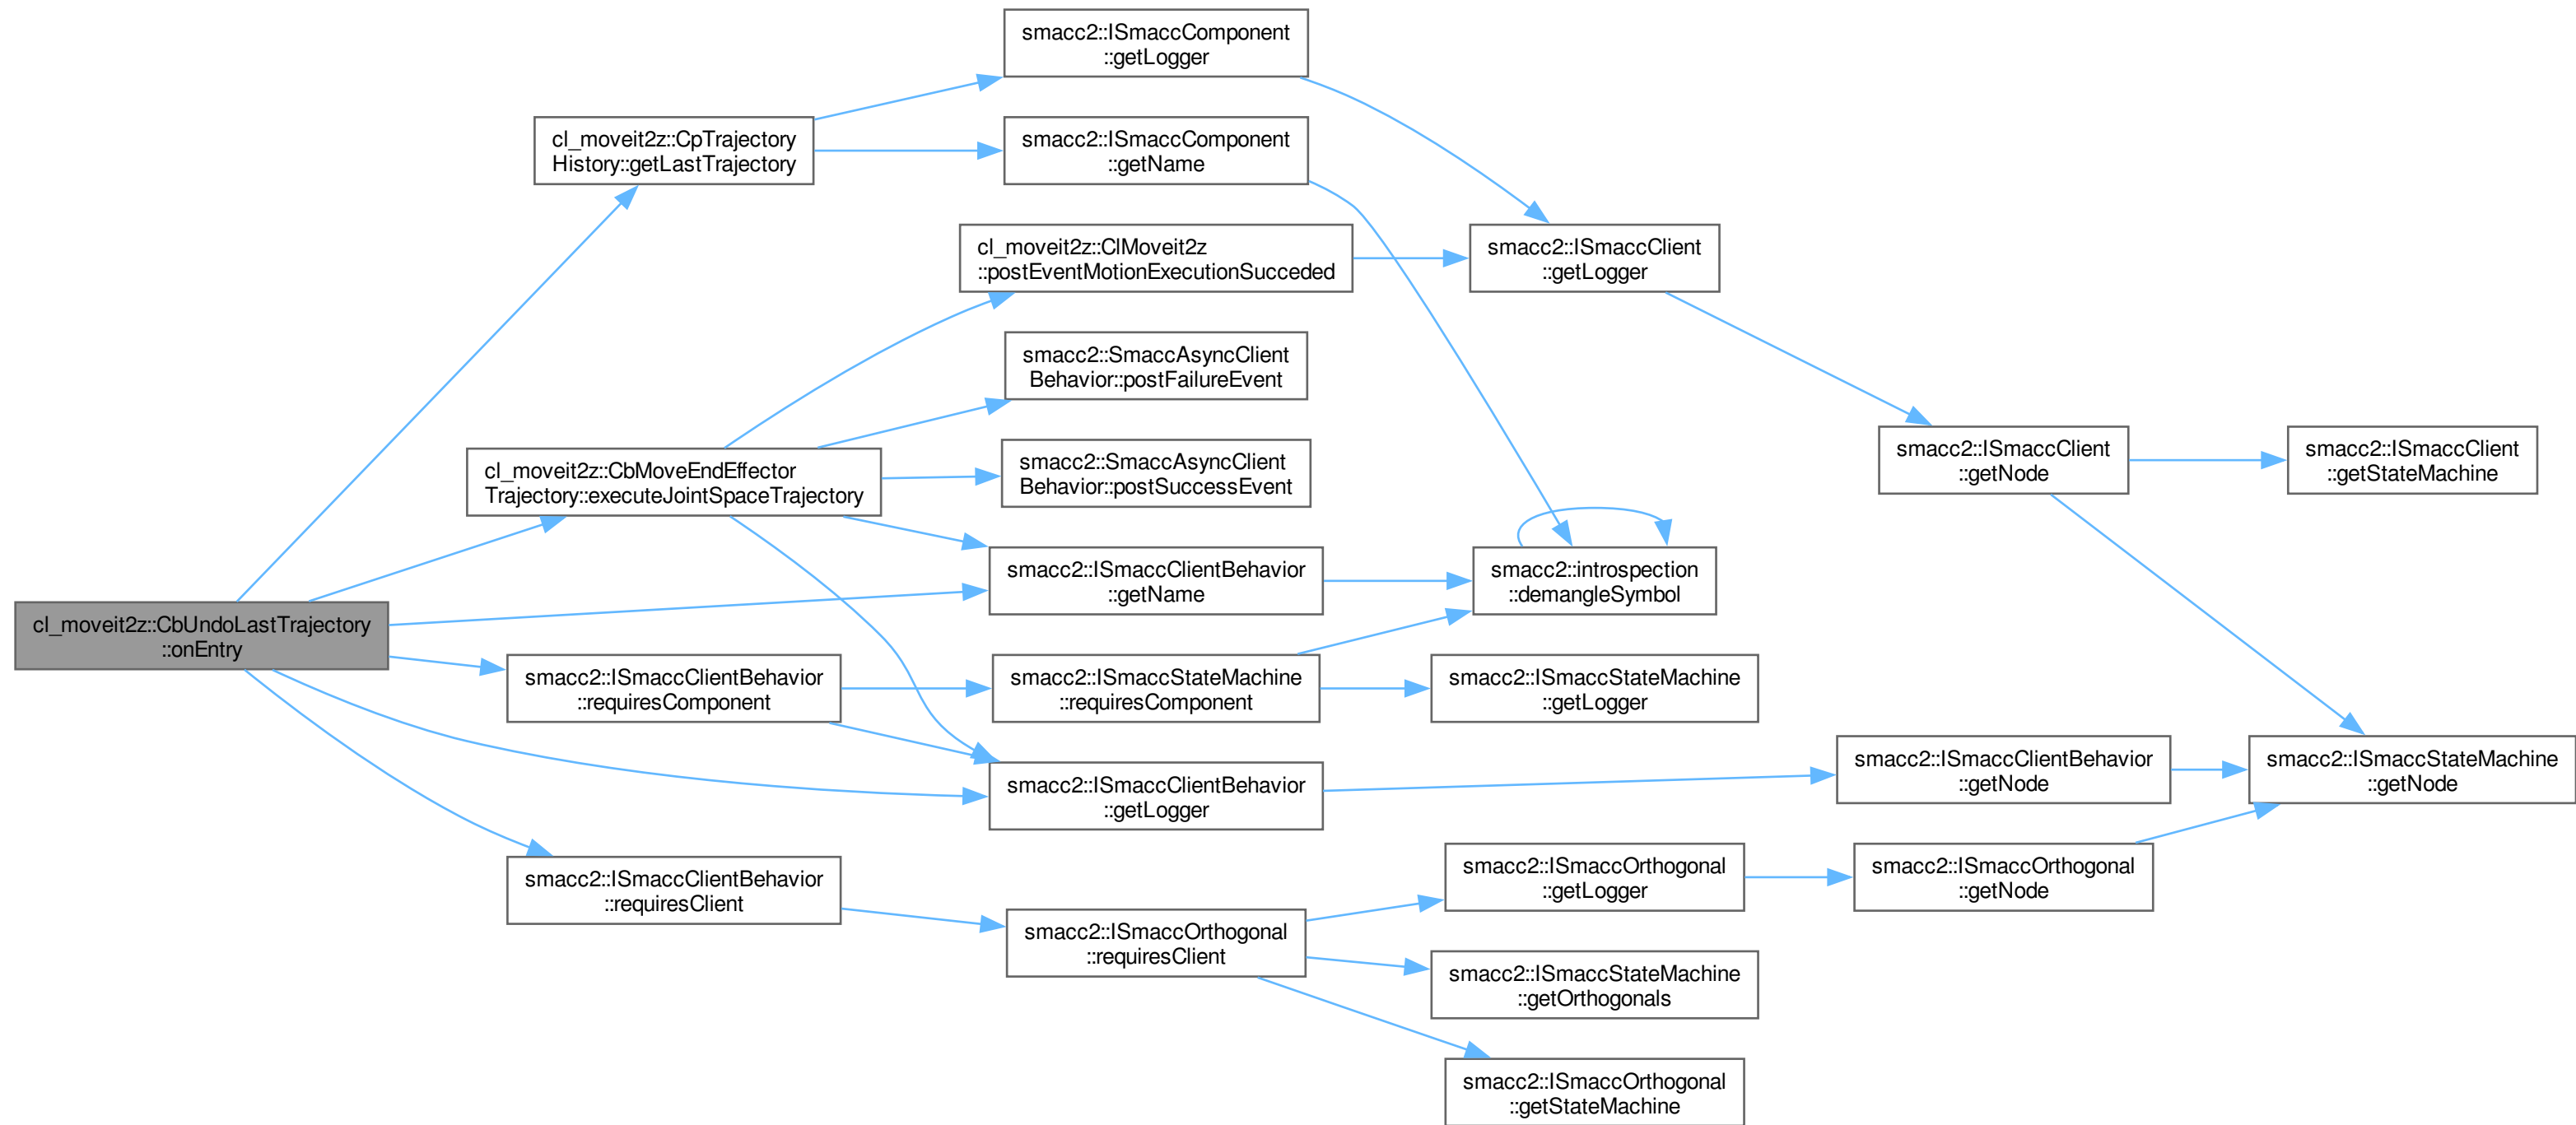 smacc2::ISmaccComponent
::getLogger
cl_moveit2z::CpTrajectory
History::getLastTrajectory
smacc2::ISmaccComponent
::getName
cl_moveit2z::ClMoveit2z
::postEventMotionExecutionSucceded
smacc2::ISmaccClient
::getLogger
smacc2::SmaccAsyncClient
Behavior::postFailureEvent
cl_moveit2z::CbMoveEndEffector
Trajectory::executeJointSpaceTrajectory
smacc2::SmaccAsyncClient
Behavior::postSuccessEvent
smacc2::ISmaccClient
::getNode
smacc2::ISmaccClient
::getStateMachine
smacc2::ISmaccClientBehavior
::getName
smacc2::introspection
::demangleSymbol
cl_moveit2z::CbUndoLastTrajectory
::onEntry
smacc2::ISmaccClientBehavior
::requiresComponent
smacc2::ISmaccStateMachine
::requiresComponent
smacc2::ISmaccStateMachine
::getLogger
smacc2::ISmaccClientBehavior
::getLogger
smacc2::ISmaccClientBehavior
::getNode
smacc2::ISmaccStateMachine
::getNode
smacc2::ISmaccClientBehavior
::requiresClient
smacc2::ISmaccOrthogonal
::requiresClient
smacc2::ISmaccOrthogonal
::getLogger
smacc2::ISmaccOrthogonal
::getNode
smacc2::ISmaccStateMachine
::getOrthogonals
smacc2::ISmaccOrthogonal
::getStateMachine